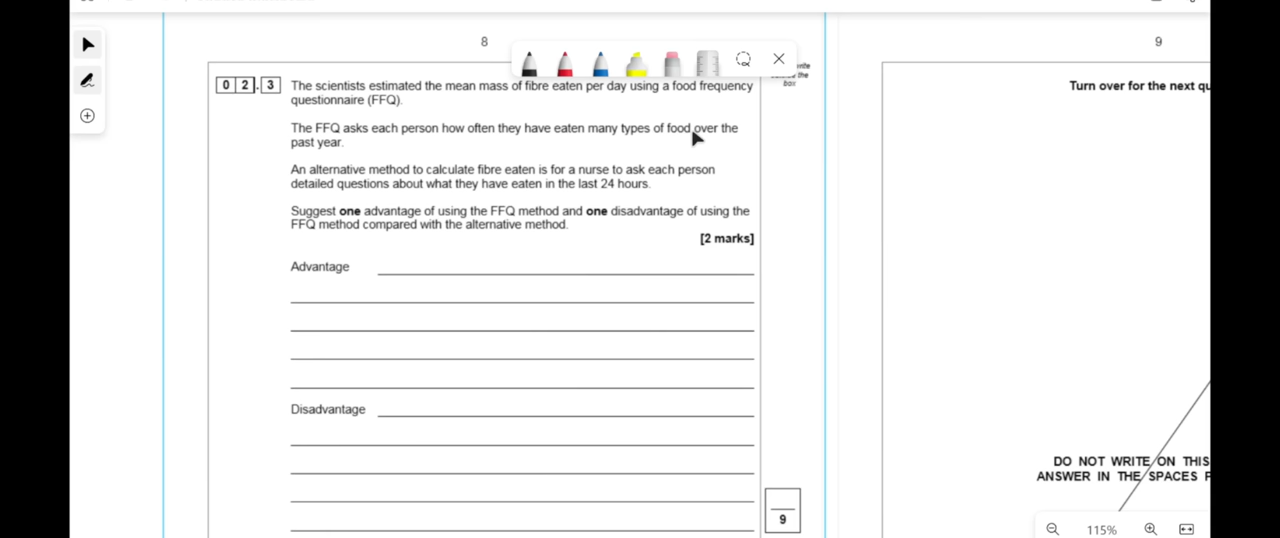 8
9
0 2 . 3 The scientists estimated the mean mass of fibre eaten per day using a food frequency
questionnaire (FFQ).
The FFQ asks each person how often they have eaten many types of food over the
past year.
An alternative method to calculate fibre eaten is for a nurse to ask each person
detailed questions about what they have eaten in the last 24 hours.
Suggest one advantage of using the FFQ method and one disadvantage of using the
FFQ method compared with the alternative method.
[2 marks]
Advantage
Disadvantage
9
box
Turn over for the next qu
DO NOT WRITE ON THIS
ANSWER IN THE SPACES P
115%